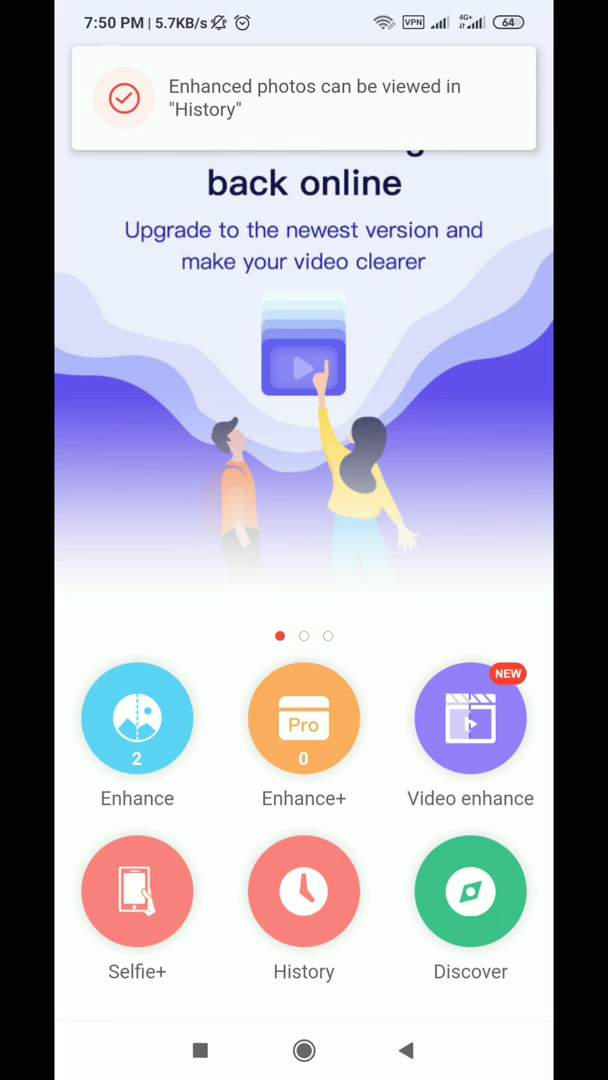 7:50 PM | 5.7KB/s
VPN
4G+
64
Enhanced photos can be viewed in
"History"
back online
Upgrade to the newest version and
make your video clearer
NEW
Pro
2
0
Enhance
Enhance+
Video enhance
Selfie+
History
Discover